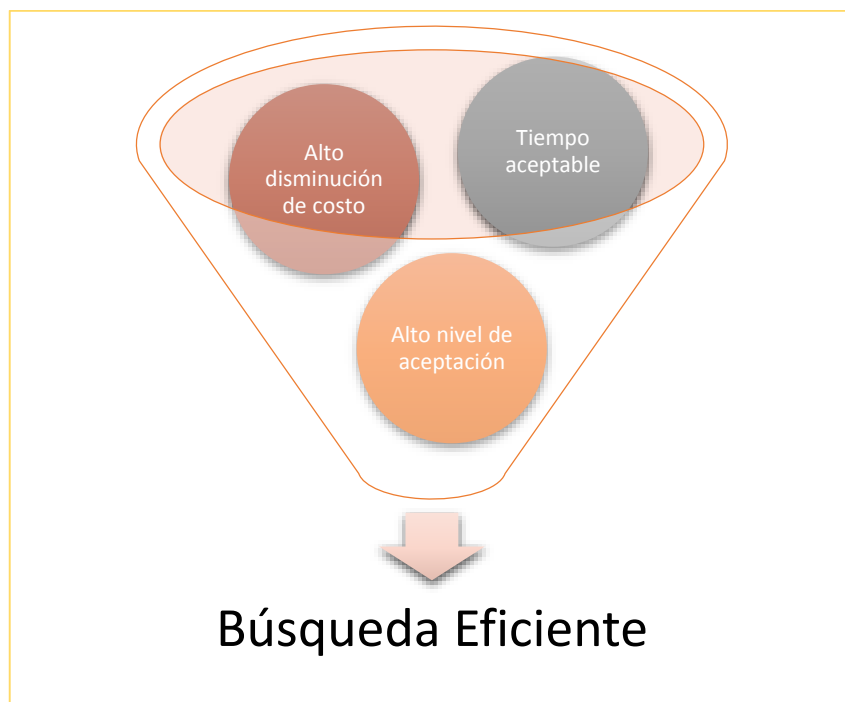 Alto
disminución
de costo
Tiempo
aceptable
Alto nivel de
aceptación
Búsqueda Eficiente